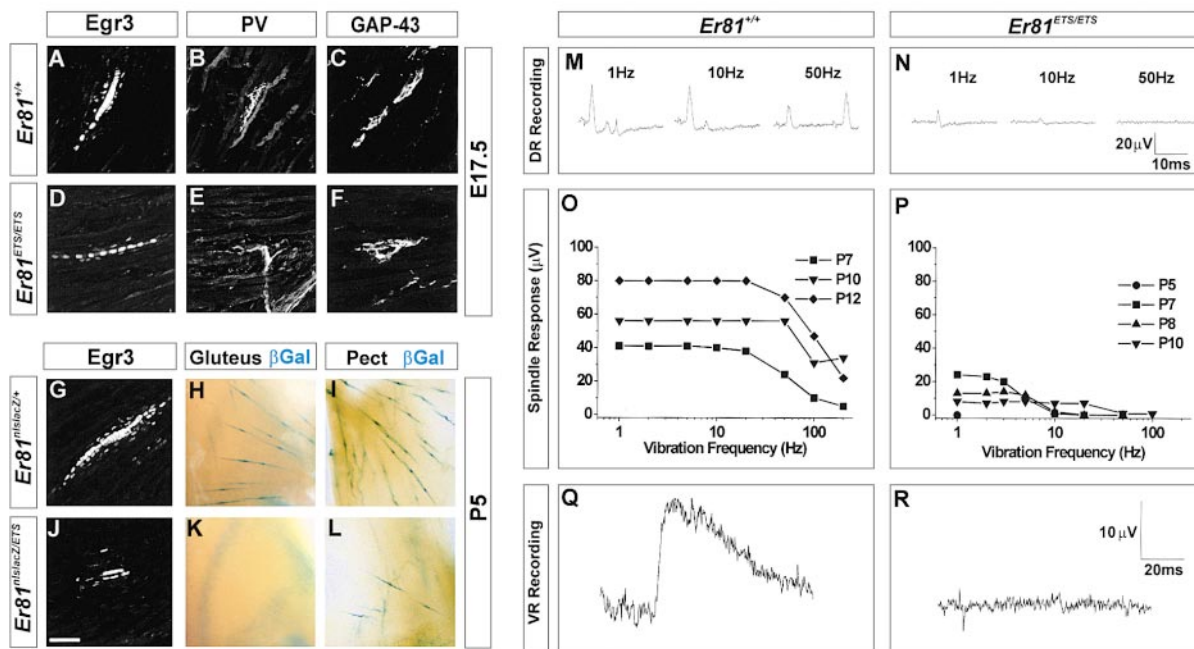 Egr3 PV GAP-43
Er81+/+
A B C
Er81ETS/ETS
D E F
E17.5
Egr3 Gluteus βGal Pect βGal
Er81nlslacZ/+
G H I
Er81nlslacZ/ETS
J K L
P5
Er81+/+ Er81ETS/ETS
DR Recording
M 1Hz 10Hz 50Hz
N 1Hz 10Hz 50Hz
20μV
10ms
O
Spindle Response (μV)
100
80
60
40
20
0
1 10 100
Vibration Frequency (Hz)
P7
P10
P12
P
100
80
60
40
20
0
1 10 100
Vibration Frequency (Hz)
P5
P7
P8
P10
VR Recording
Q R
10 μV
20ms